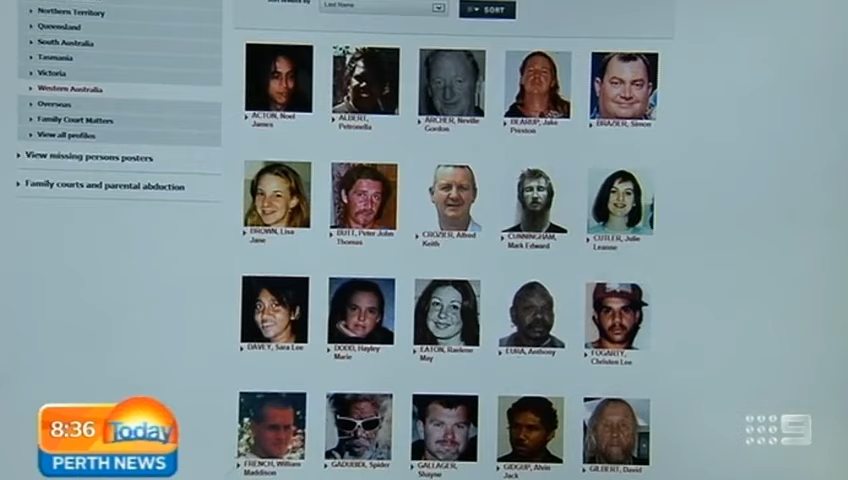 Sort results by
Last Name
SORT
Northern Territory
Queensland
South Australia
Tasmania
Victoria
Western Australia
Overseas
Family Court Matters
View all profiles
View missing persons posters
Family courts and parental abduction
ACTON, Noel
James
ALBERT,
Petronella
ARCHER, Neville
Gordon
BEARUP, Jake
Preston
BRAZIER, Simon
BROWN, Lisa
Jane
BUTT, Peter John
Thomas
CROZIER, Alfred
Keith
CUNNINGHAM,
Mark Edward
CUTLER, Julie
Leanne
DAVEY, Sara Lee
DODD, Hayley
Marie
EATON, Raelene
May
EURA, Anthony
FOGARTY,
Christen Lee
FRENCH, William
Maddison
GADUBIDI, Spider
GALLAGER,
Shayne
GIDGUP, Alvin
Jack
GILBERT, David
8:36 Today
PERTH NEWS
9